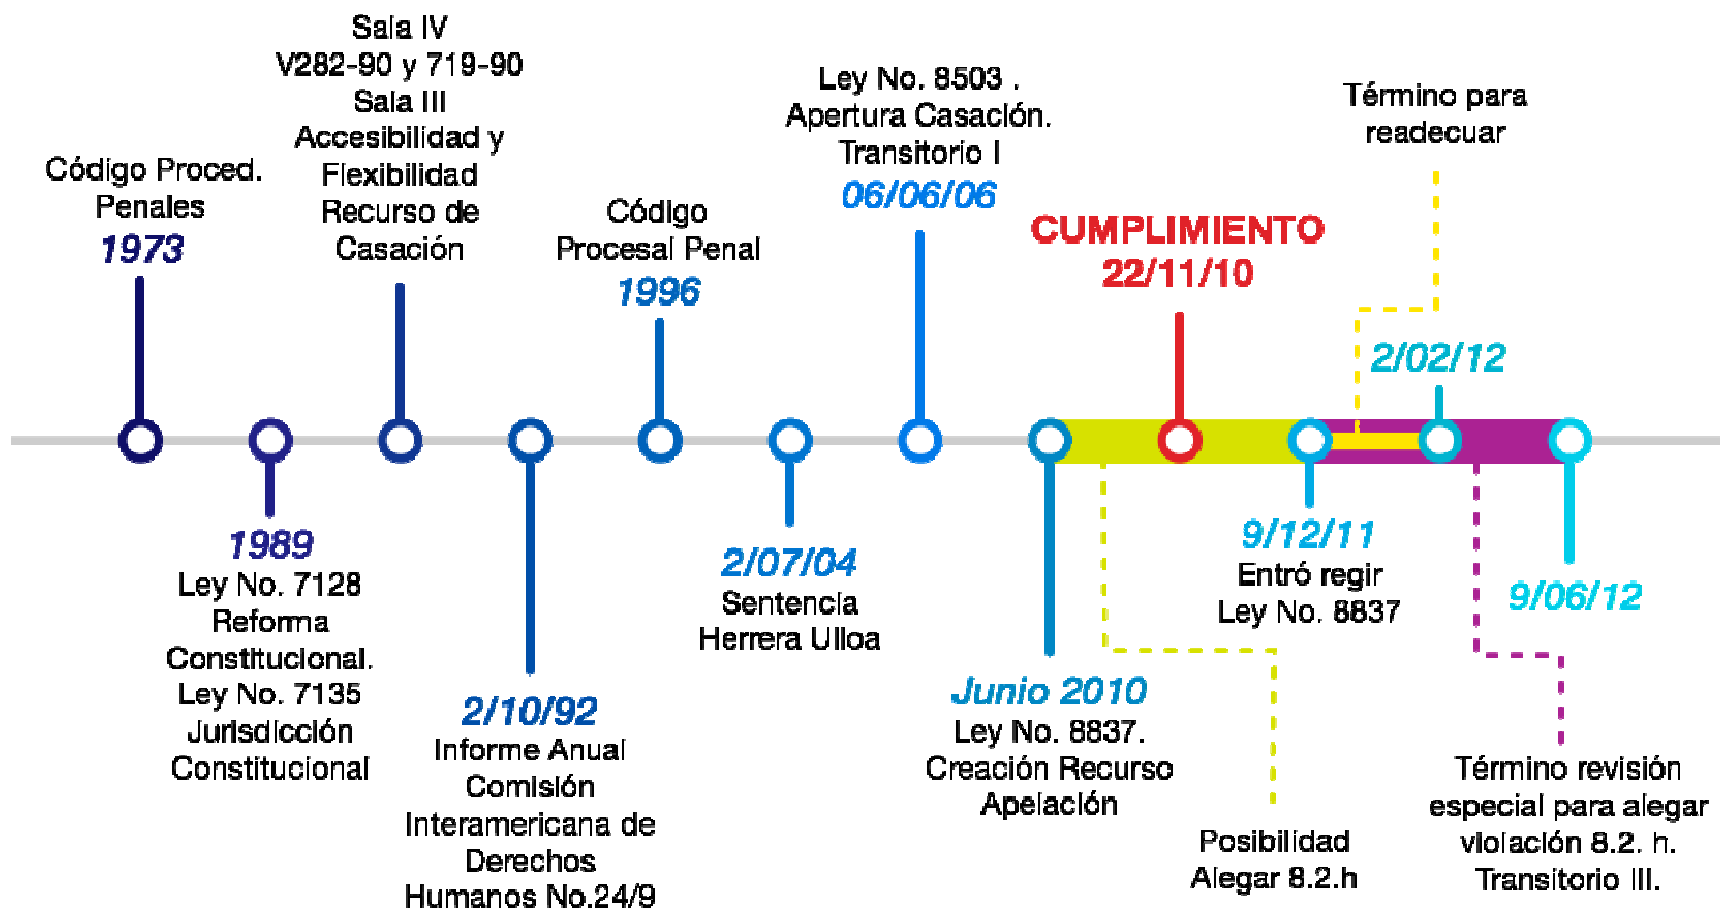 Código Proced.
Penales
1973
1989
Ley No. 7128
Reforma
Constitucional.
Ley No. 7135
Jurisdicción
Constitucional
Sala IV
V282-90 y 719-90
Sala III
Accesibilidad y
Flexibilidad
Recurso de
Casación
2/10/92
Informe Anual
Comisión
Interamericana de
Derechos
Humanos No.24/9
Código
Procesal Penal
1996
2/07/04
Sentencia
Herrera Ulloa
Ley No. 8503 .
Apertura Casación.
Transitorio I
06/06/06
Junio 2010
Ley No. 8837.
Creación Recurso
Apelación
CUMPLIMIENTO
22/11/10
Posibilidad
Alegar 8.2.h
9/12/11
Entró regir
Ley No. 8837
Término para
readecuar
2/02/12
9/06/12
Término revisión
especial para alegar
violación 8.2. h.
Transitorio III.